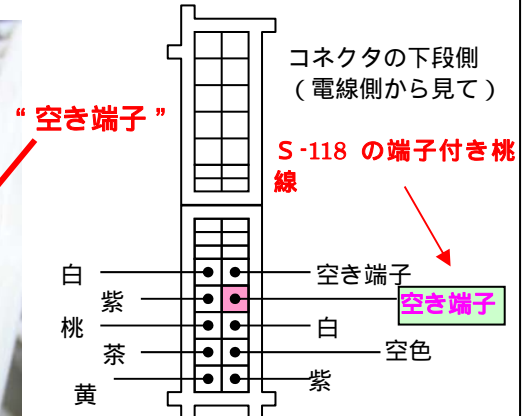 コネクタの下段側
（電線側から見て）
“ 空き端子 ”
Ｓ-118 の端子付き桃
線
白
空き端子
紫
空き端子
桃
白
茶
空色
黄
紫